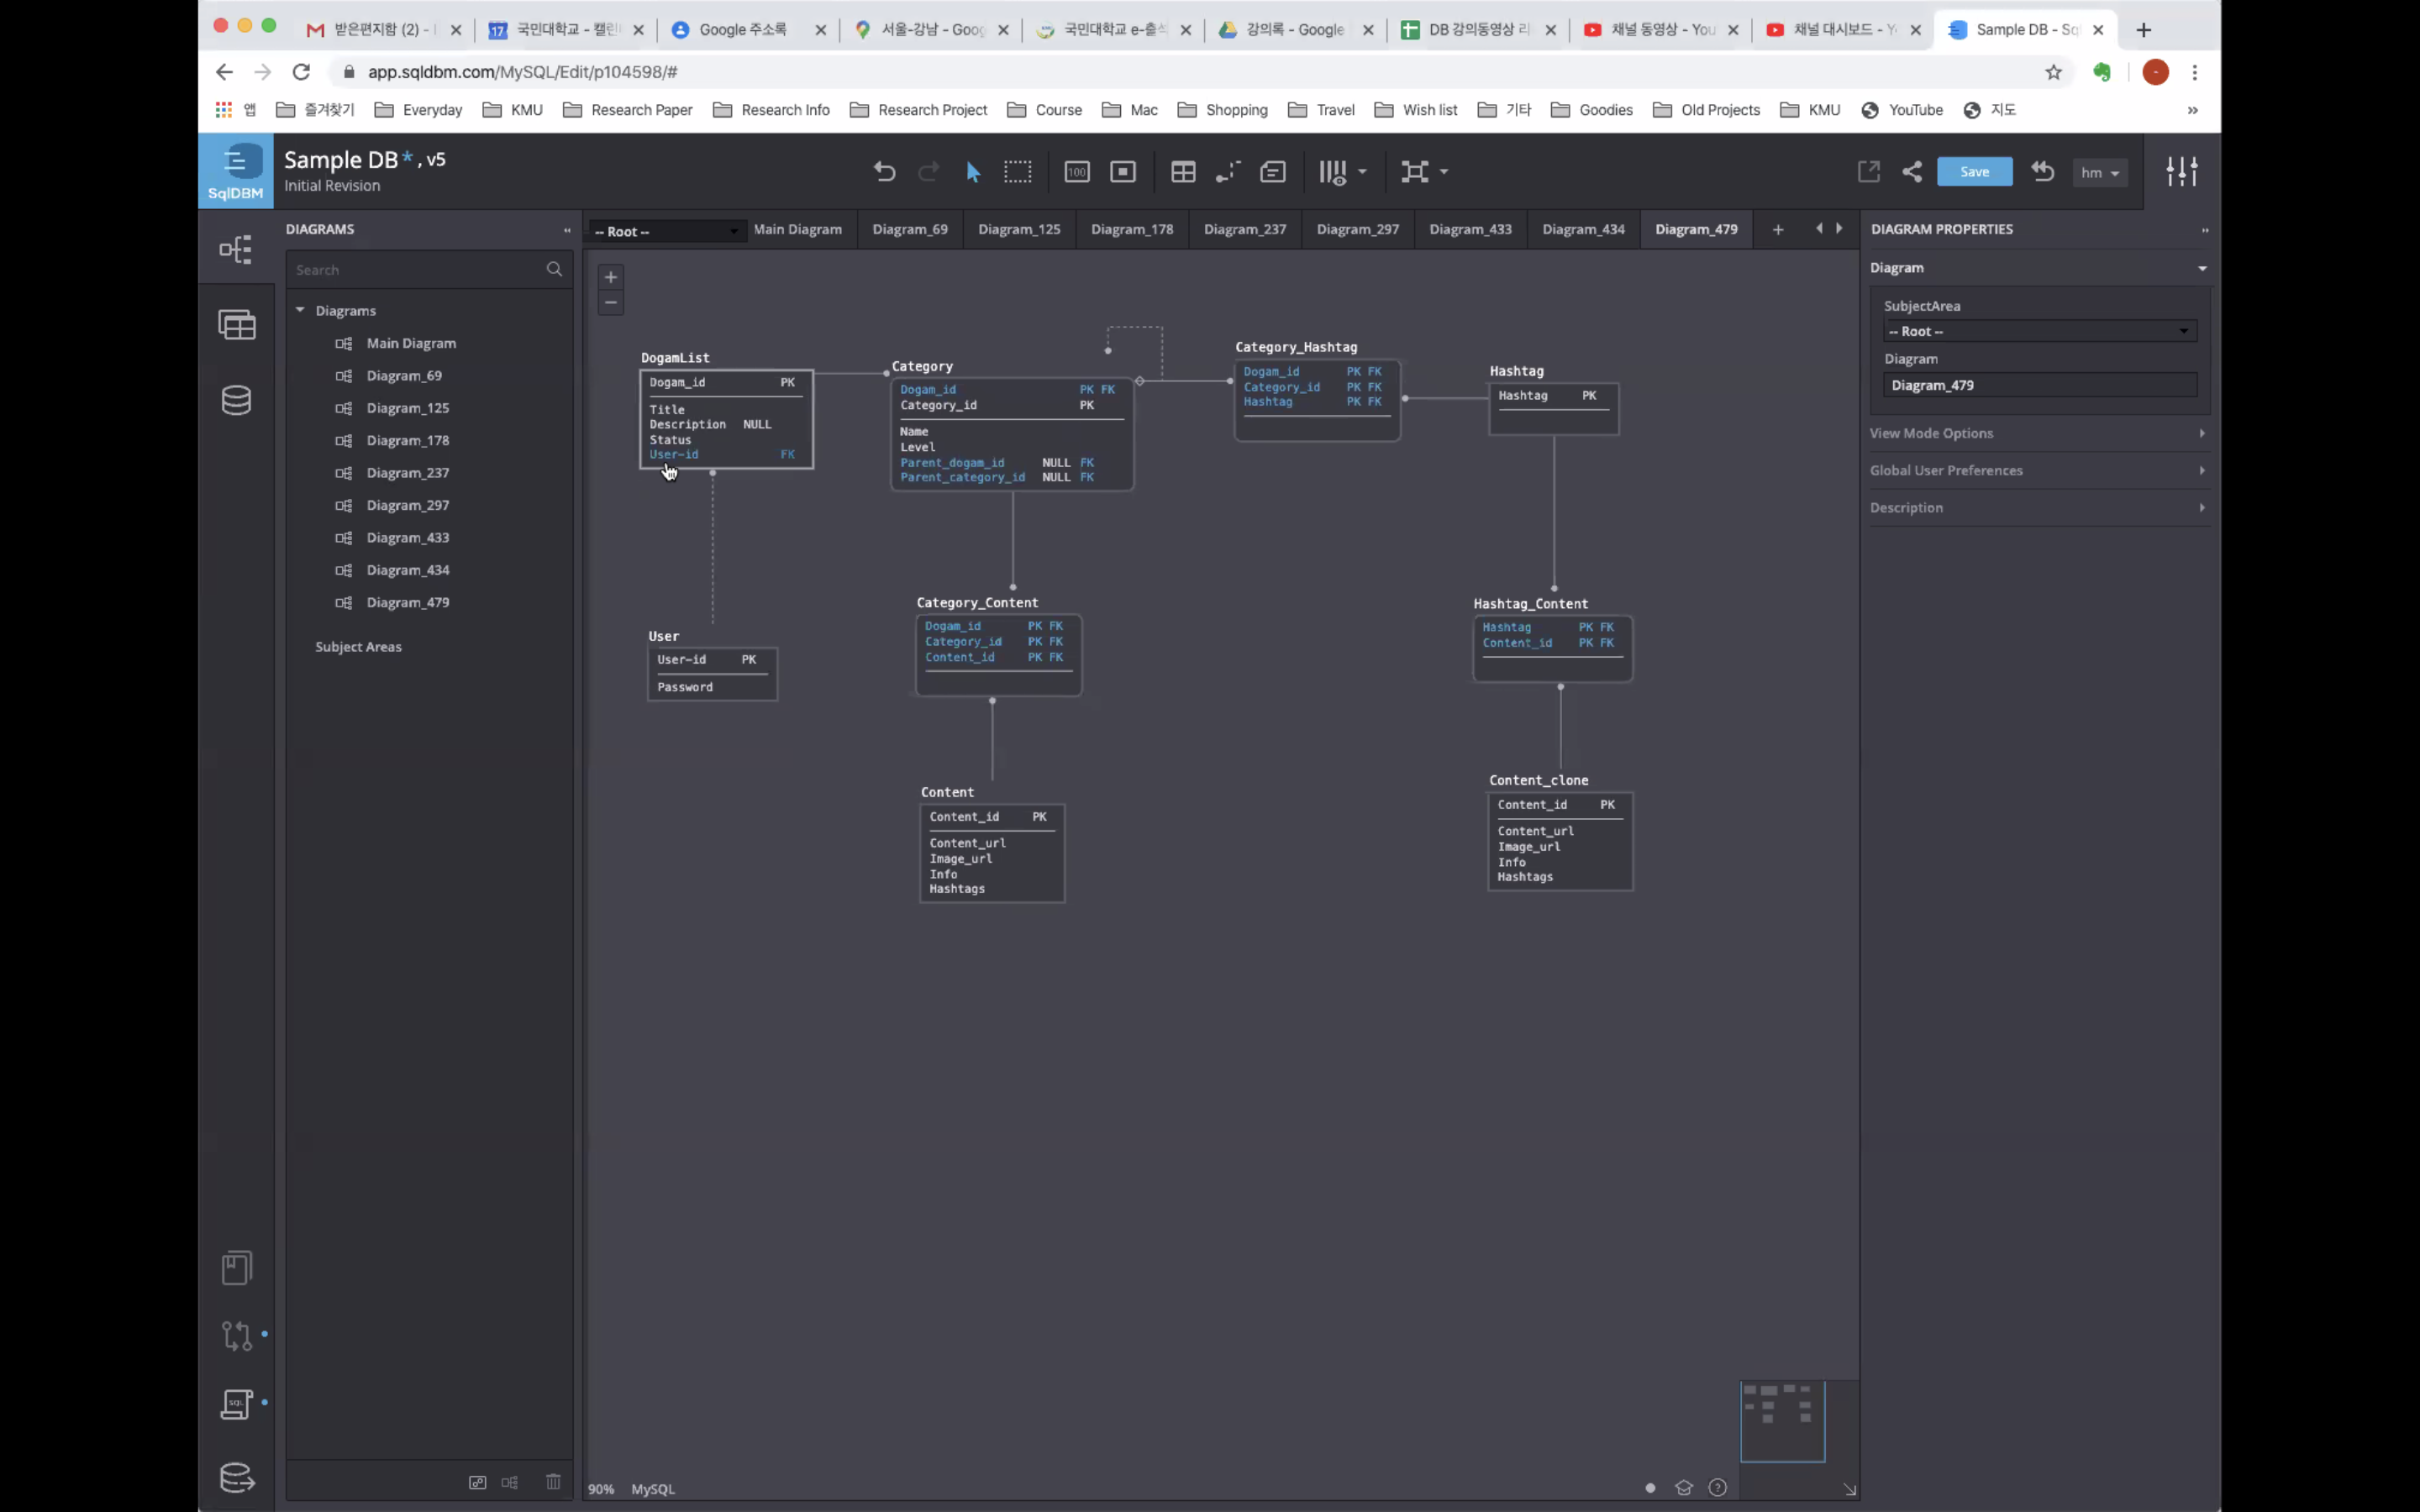 받은편지함 (2) -
17 국민대학교 - 캘린
Google 주소록
서울-강남 - Goog
국민대학교 e-출석
강의록 - Google
DB 강의동영상 리
채널 동영상 - You
채널 대시보드 - Y
Sample DB - Sq
app.sqldbm.com/MySQL/Edit/p104598/#
앱 즐겨찾기 Everyday KMU Research Paper Research Info Research Project Course Mac Shopping Travel Wish list 기타 Goodies Old Projects KMU YouTube 지도 »
SqlDBM
Sample DB*, v5
Initial Revision
100
Save
hm
DIAGRAMS
Search
Diagrams
Main Diagram
Diagram_69
Diagram_125
Diagram_178
Diagram_237
Diagram_297
Diagram_433
Diagram_434
Diagram_479
Subject Areas
SQL
-- Root -- Main Diagram Diagram_69 Diagram_125 Diagram_178 Diagram_237 Diagram_297 Diagram_433 Diagram_434 Diagram_479 +
+
−
DogamList
Dogam_id PK
Title
Description NULL
Status
User-id FK
Category
Dogam_id PK FK
Category_id PK
Name
Level
Parent_dogam_id NULL FK
Parent_category_id NULL FK
Category_Hashtag
Dogam_id PK FK
Category_id PK FK
Hashtag PK FK
Hashtag
Hashtag PK
User
User-id PK
Password
Category_Content
Dogam_id PK FK
Category_id PK FK
Content_id PK FK
Hashtag_Content
Hashtag PK FK
Content_id PK FK
Content
Content_id PK
Content_url
Image_url
Info
Hashtags
Content_clone
Content_id PK
Content_url
Image_url
Info
Hashtags
90% MySQL
DIAGRAM PROPERTIES
Diagram
SubjectArea
-- Root --
Diagram
Diagram_479
View Mode Options
Global User Preferences
Description